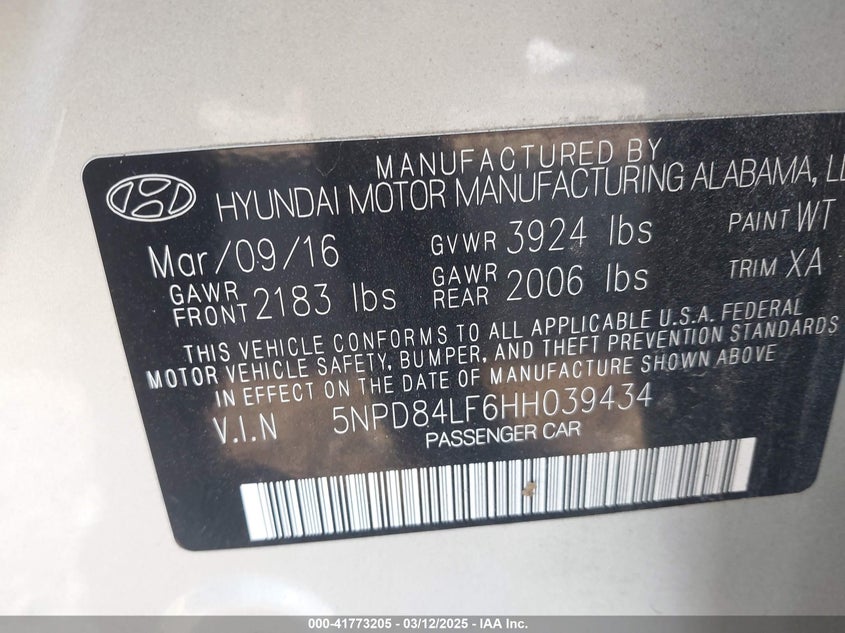 MANUFACTURED BY
HYUNDAI MOTOR MANUFACTURING ALABAMA, LL
Mar/09/16 GVWR 3924 lbs PAINT WT
GAWR FRONT 2183 lbs GAWR REAR 2006 lbs TRIM XA
THIS VEHICLE CONFORMS TO ALL APPLICABLE U.S.A. FEDERAL
MOTOR VEHICLE SAFETY, BUMPER, AND THEFT PREVENTION STANDARDS
IN EFFECT ON THE DATE OF MANUFACTURE SHOWN ABOVE
V.I.N 5NPD84LF6HH039434
PASSENGER CAR
000-41773205 - 03/12/2025 - IAA Inc.